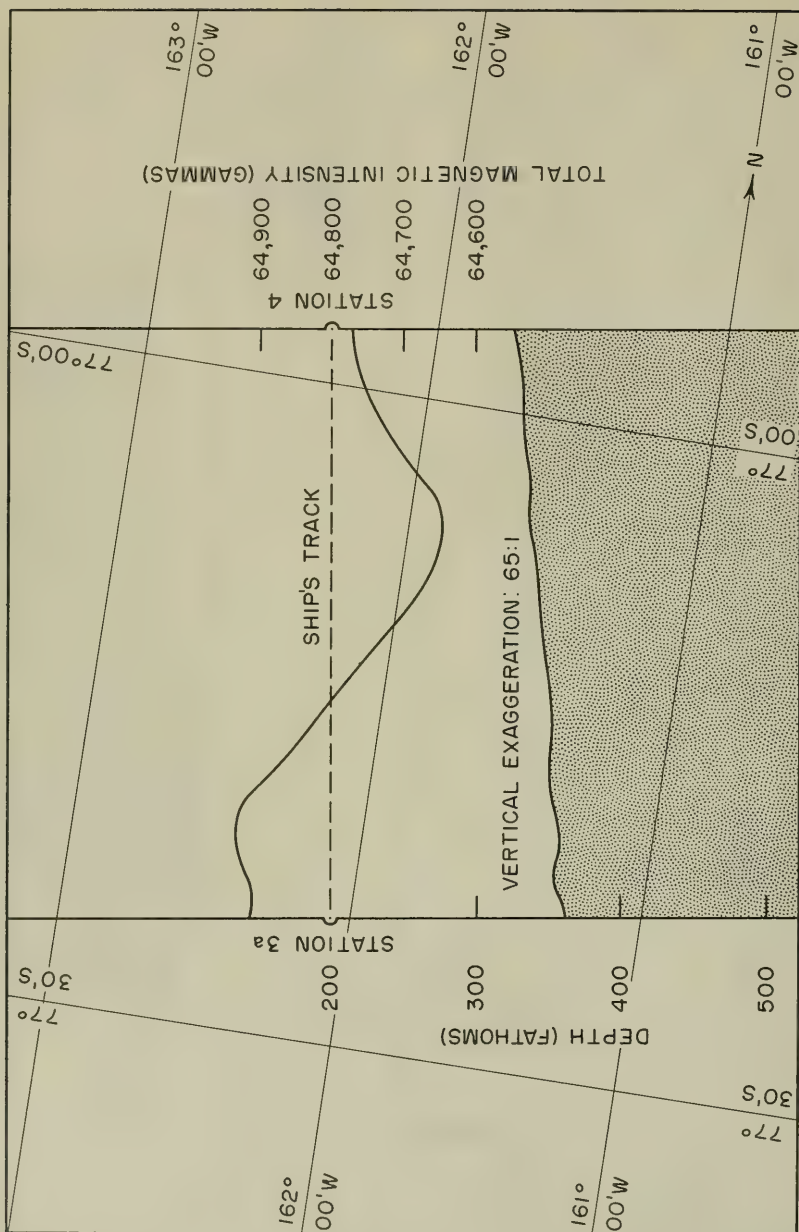 163°
00'W
162°
00'W
161°
00'W
N
TOTAL MAGNETIC INTENSITY (GAMMAS)
64,900
64,800
64,700
64,600
STATION 4
77°00'S
77°
00'S
SHIP'S TRACK
VERTICAL EXAGGERATION: 65:1
STATION 3a
200
300
400
500
DEPTH (FATHOMS)
77°
30'S
77°
30'S
162°
00'W
161°
00'W